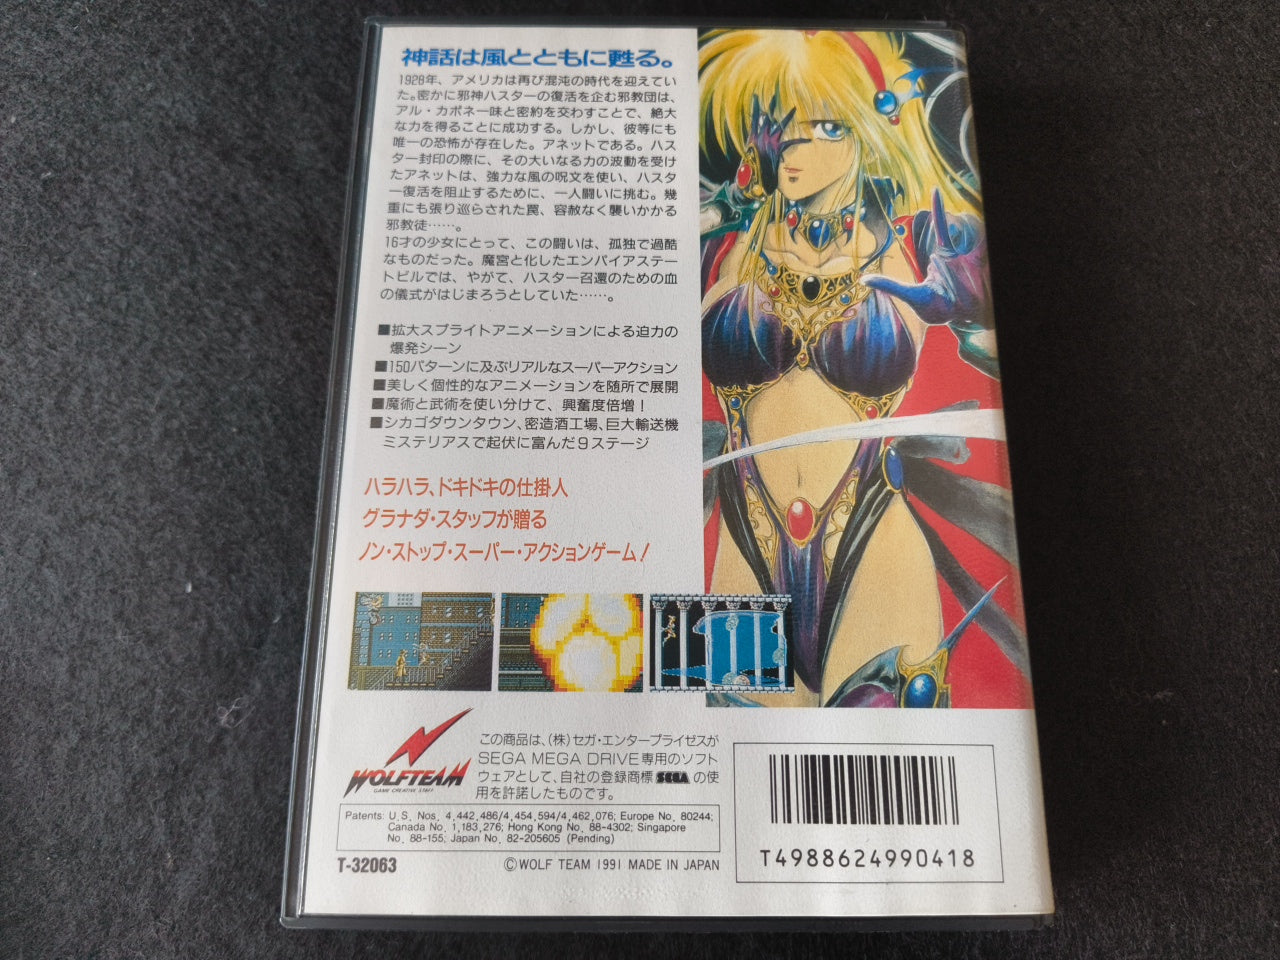 神話は風とともに甦る。
1928年、アメリカは再び混沌の時代を迎えてい
た。密かに邪神ハスターの復活を企む邪教団は、
アル・カポネ一味と密約を交わすことで、絶大
な力を得ることに成功する。しかし、彼等にも
唯一の恐怖が存在した。アネットである。ハス
ター封印の際に、その大いなる力の波動を受け
たアネットは、強力な風の呪文を使い、ハスタ
ー復活を阻止するために、一人闘いに挑む。幾
重にも張り巡らされた罠、容赦なく襲いかかる
邪教徒……。
16才の少女にとって、この闘いは、孤独で過酷
なものだった。魔宮と化したエンパイアステー
トビルでは、やがて、ハスター召還のための血
の儀式がはじまろうとしていた……。
■拡大スプライトアニメーションによる迫力の
爆発シーン
■150パターンに及ぶリアルなスーパーアクション
■美しく個性的なアニメーションを随所で展開
■魔術と武術を使い分けて、興奮度倍増！
■シカゴダウンタウン、密造酒工場、巨大輸送機
ミステリアスで起伏に富んだ9ステージ
ハラハラ、ドキドキの仕掛人
グラナダ・スタッフが贈る
ノン・ストップ・スーパー・アクションゲーム！
WOLFTEAM
GAME CREATIVE STAFF
この商品は、(株)セガ・エンタープライゼスが
SEGA MEGA DRIVE専用のソフト
ウェアとして、自社の登録商標 SEGA の使
用を許諾したものです。
Patents: U.S. Nos. 4,442,486/4,454,594/4,462,076; Europe No. 80244;
Canada No. 1,183,276; Hong Kong No. 88-4302; Singapore
No. 88-155; Japan No. 82-205605 (Pending)
T-32063
©WOLF TEAM 1991 MADE IN JAPAN
T4988624990418